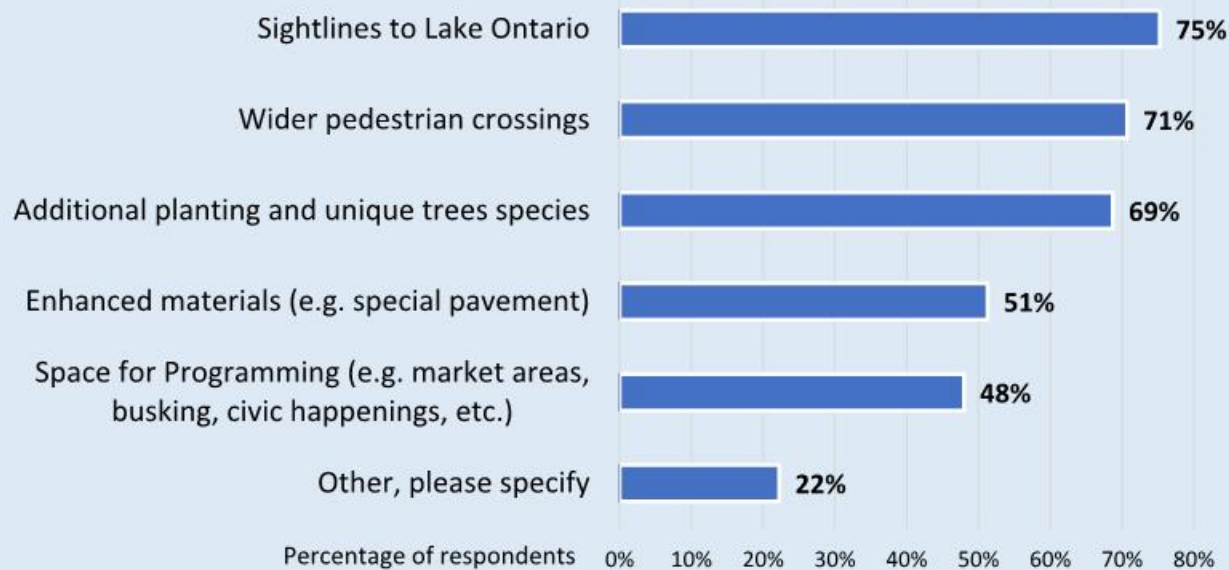 Sightlines to Lake Ontario 75%
Wider pedestrian crossings 71%
Additional planting and unique trees species 69%
Enhanced materials (e.g. special pavement) 51%
Space for Programming (e.g. market areas,
busking, civic happenings, etc.) 48%
Other, please specify 22%
Percentage of respondents 0% 10% 20% 30% 40% 50% 60% 70% 80%